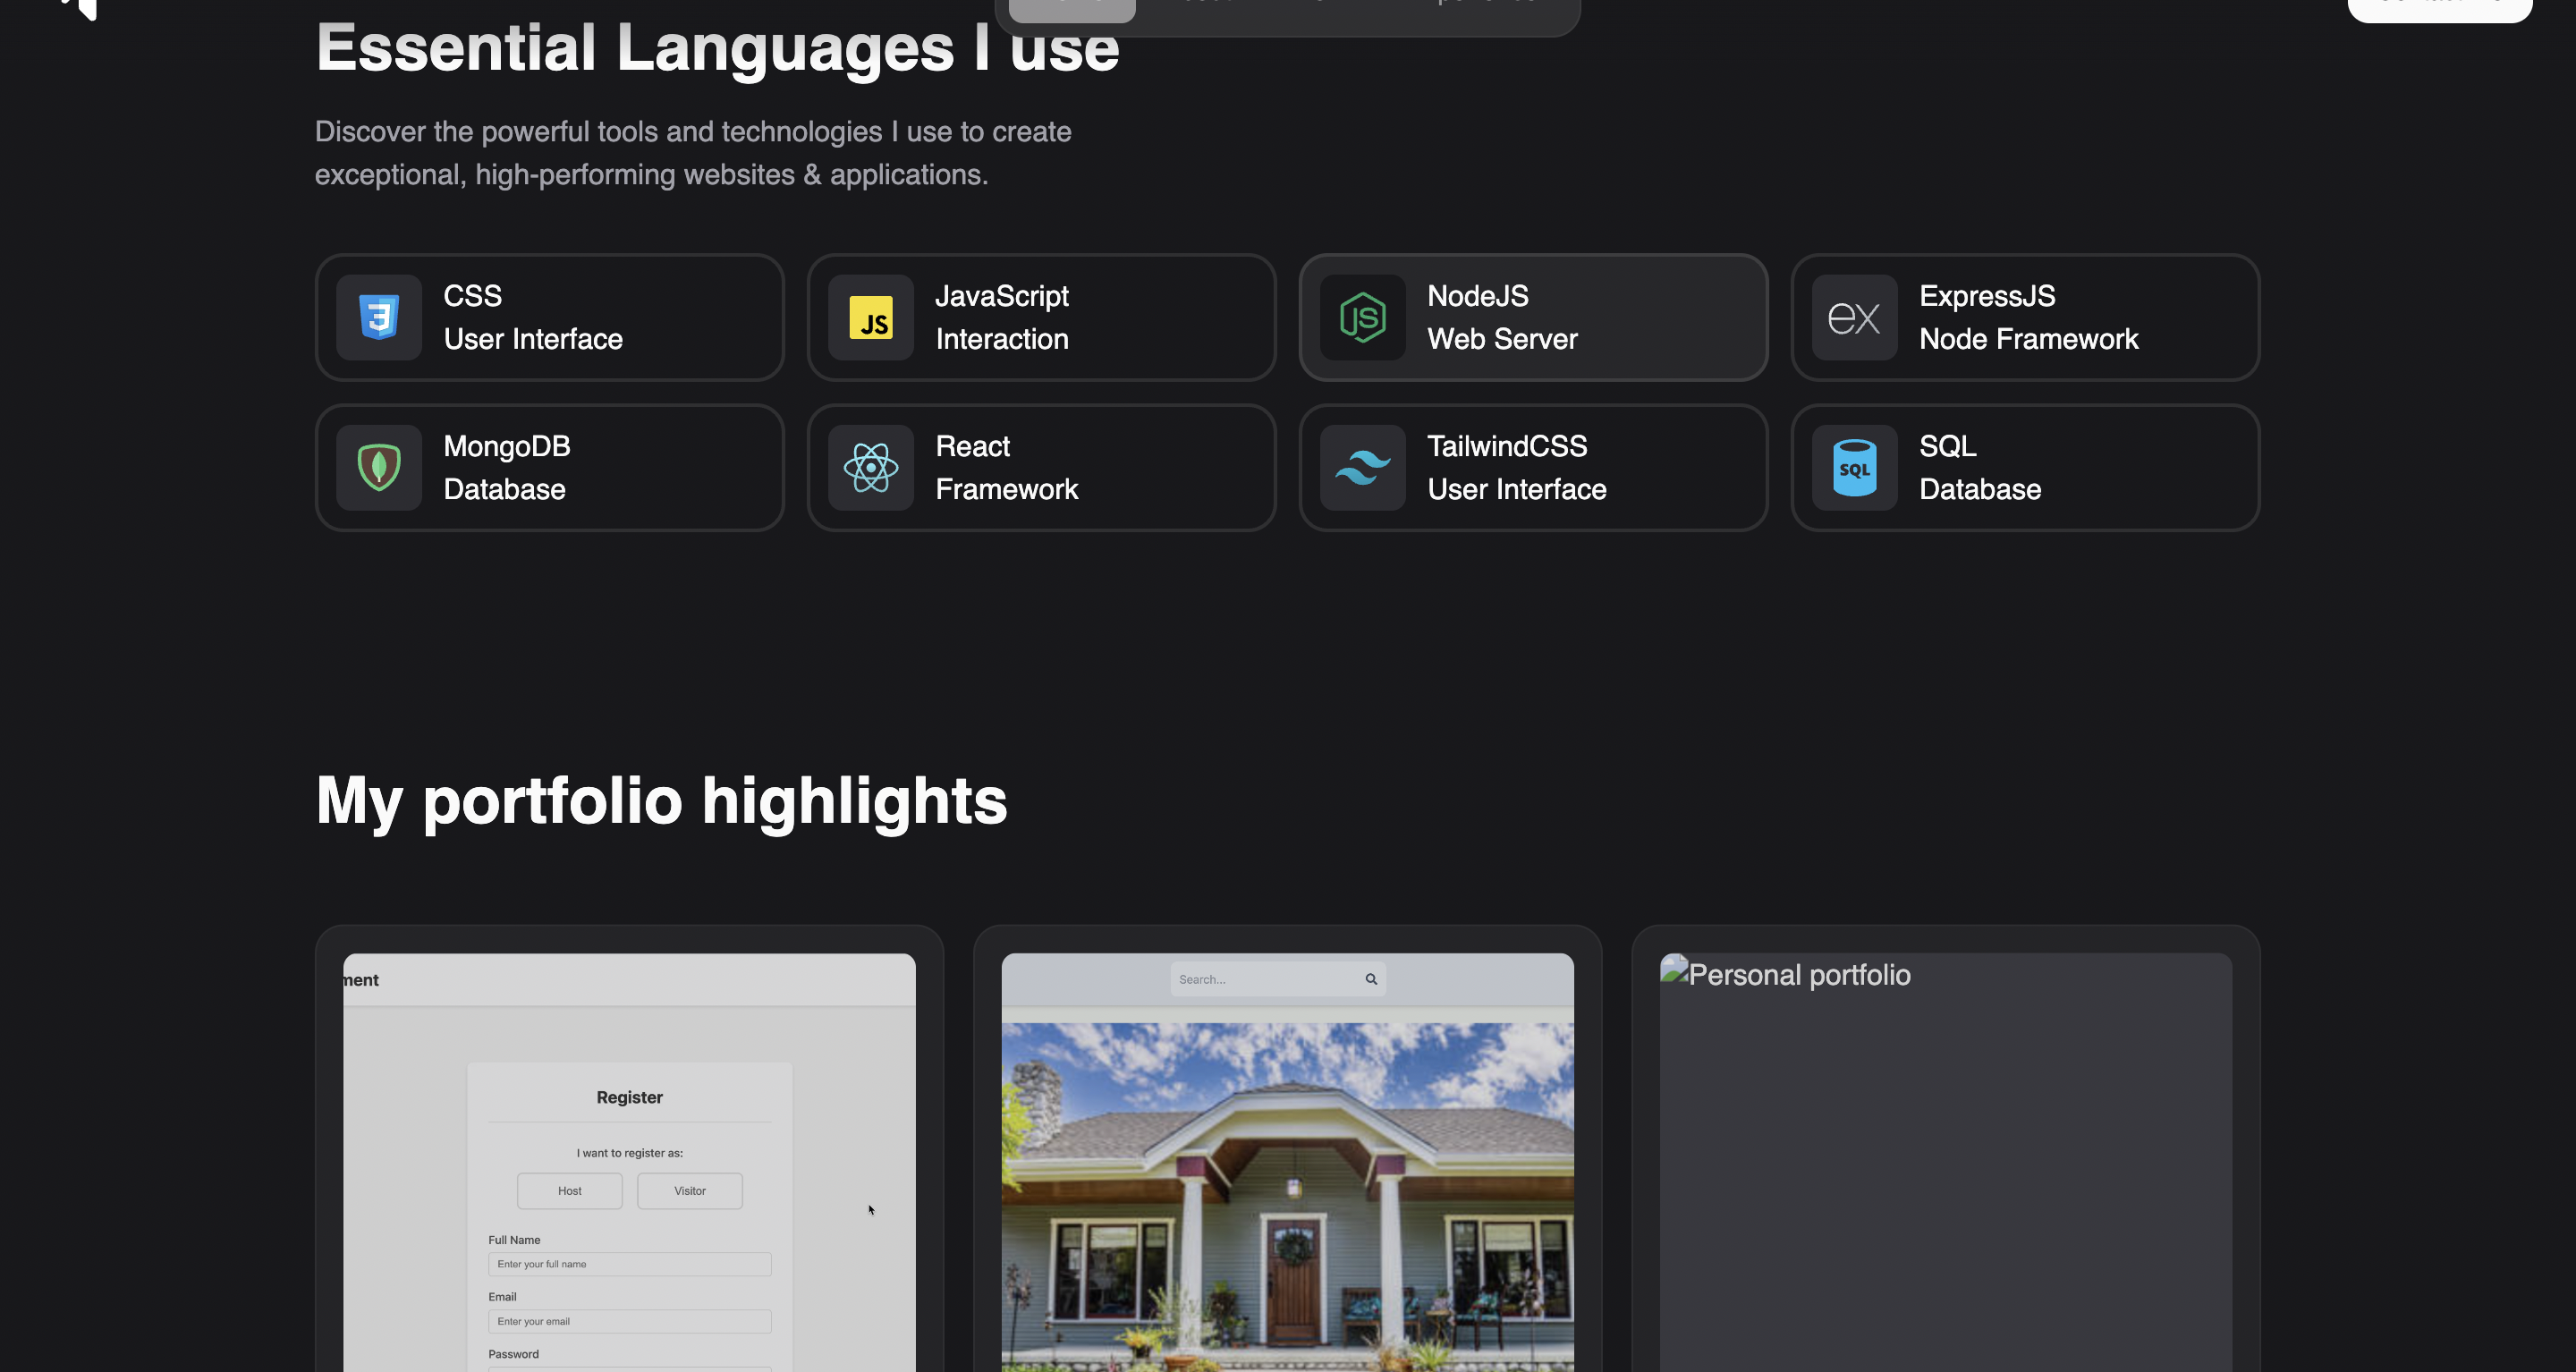 Essential Languages I use
Discover the powerful tools and technologies I use to create
exceptional, high-performing websites & applications.
CSS
User Interface
JS
JavaScript
Interaction
JS
NodeJS
Web Server
ex
ExpressJS
Node Framework
MongoDB
Database
React
Framework
TailwindCSS
User Interface
SQL
SQL
Database
My portfolio highlights
ment
Register
I want to register as:
Host
Visitor
Full Name
Enter your full name
Email
Enter your email
Password
Search...
Personal portfolio